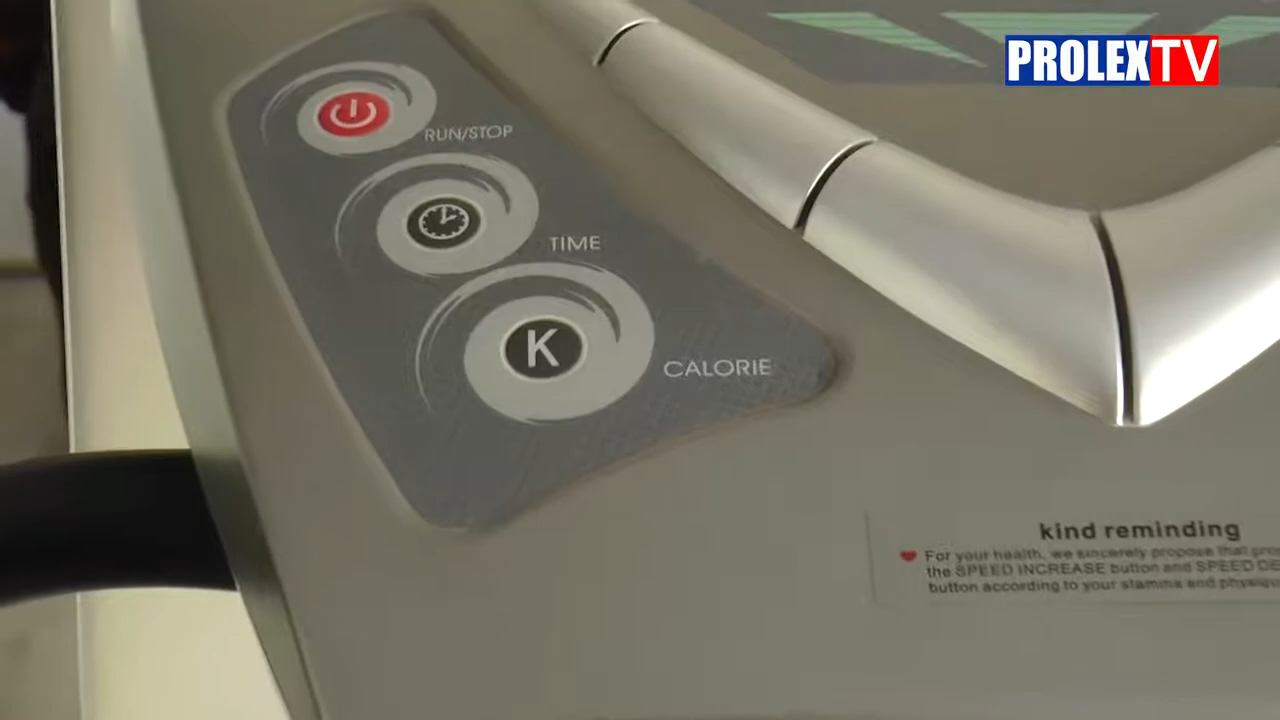 PROLEXTV
RUN/STOP
TIME
K
CALORIE
kind reminding
For your health, we sincerely propose that
the SPEED INCREASE button and SPEED DE
button according to your stamina and